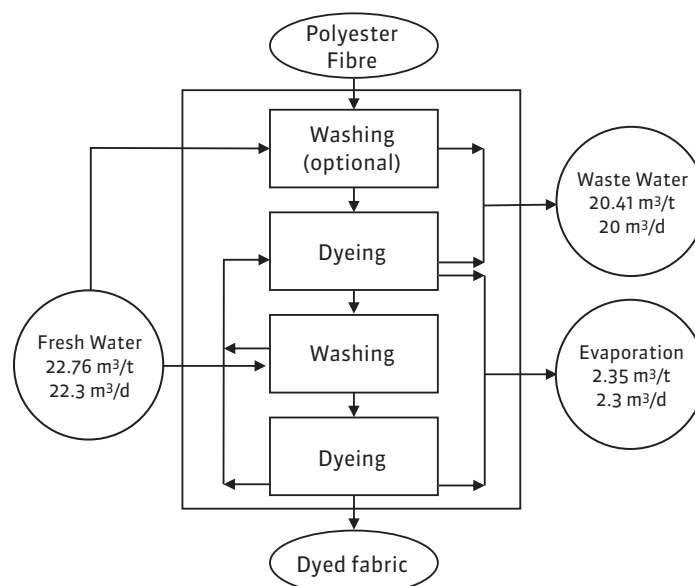 Polyester
Fibre
Washing
(optional)
Waste Water
20.41 m³/t
20 m³/d
Dyeing
Fresh Water
22.76 m³/t
22.3 m³/d
Washing
Evaporation
2.35 m³/t
2.3 m³/d
Dyeing
Dyed fabric